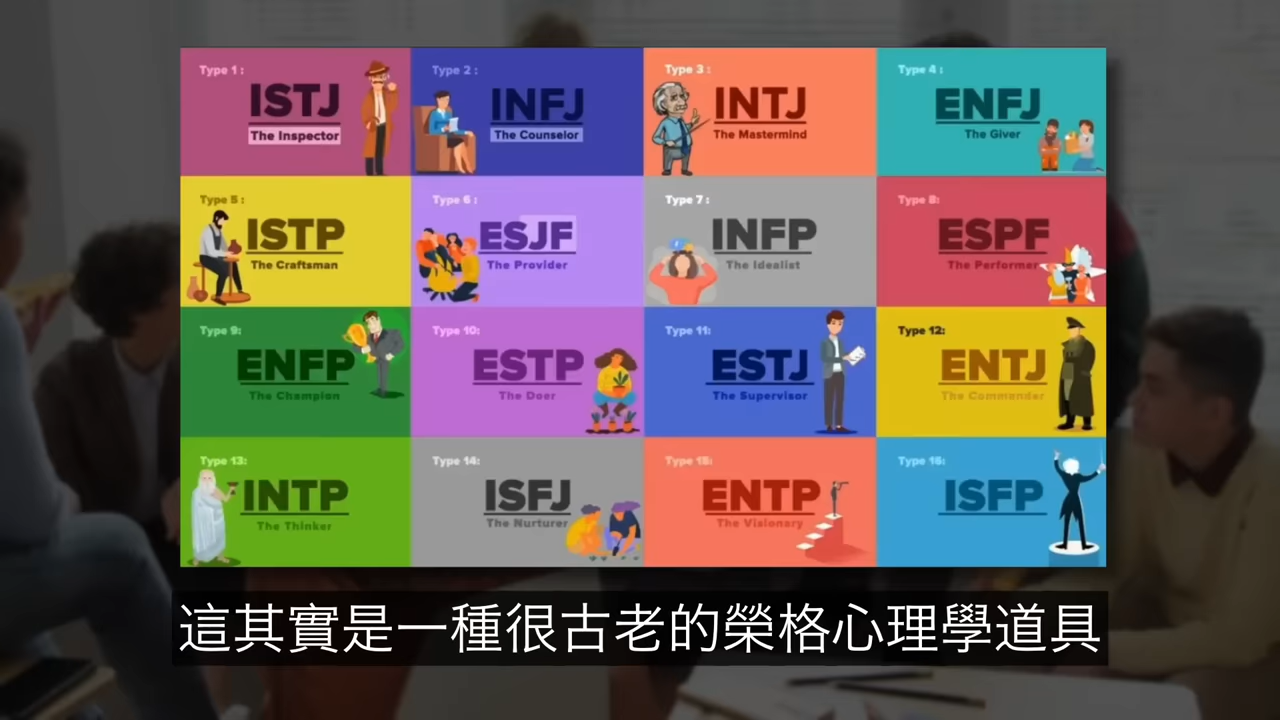 Type 1 :
ISTJ
The Inspector
Type 2 :
INFJ
The Counselor
Type 3 :
INTJ
The Mastermind
Type 4 :
ENFJ
The Giver
Type 5 :
ISTP
The Craftsman
Type 6 :
ESJF
The Provider
Type 7 :
INFP
The Idealist
Type 8:
ESPF
The Performer
Type 9:
ENFP
The Champion
Type 10:
ESTP
The Doer
Type 11:
ESTJ
The Supervisor
Type 12:
ENTJ
The Commander
Type 13:
INTP
The Thinker
Type 14:
ISFJ
The Nurturer
Type 15:
ENTP
The Visionary
Type 16:
ISFP
這其實是一種很古老的榮格心理學道具